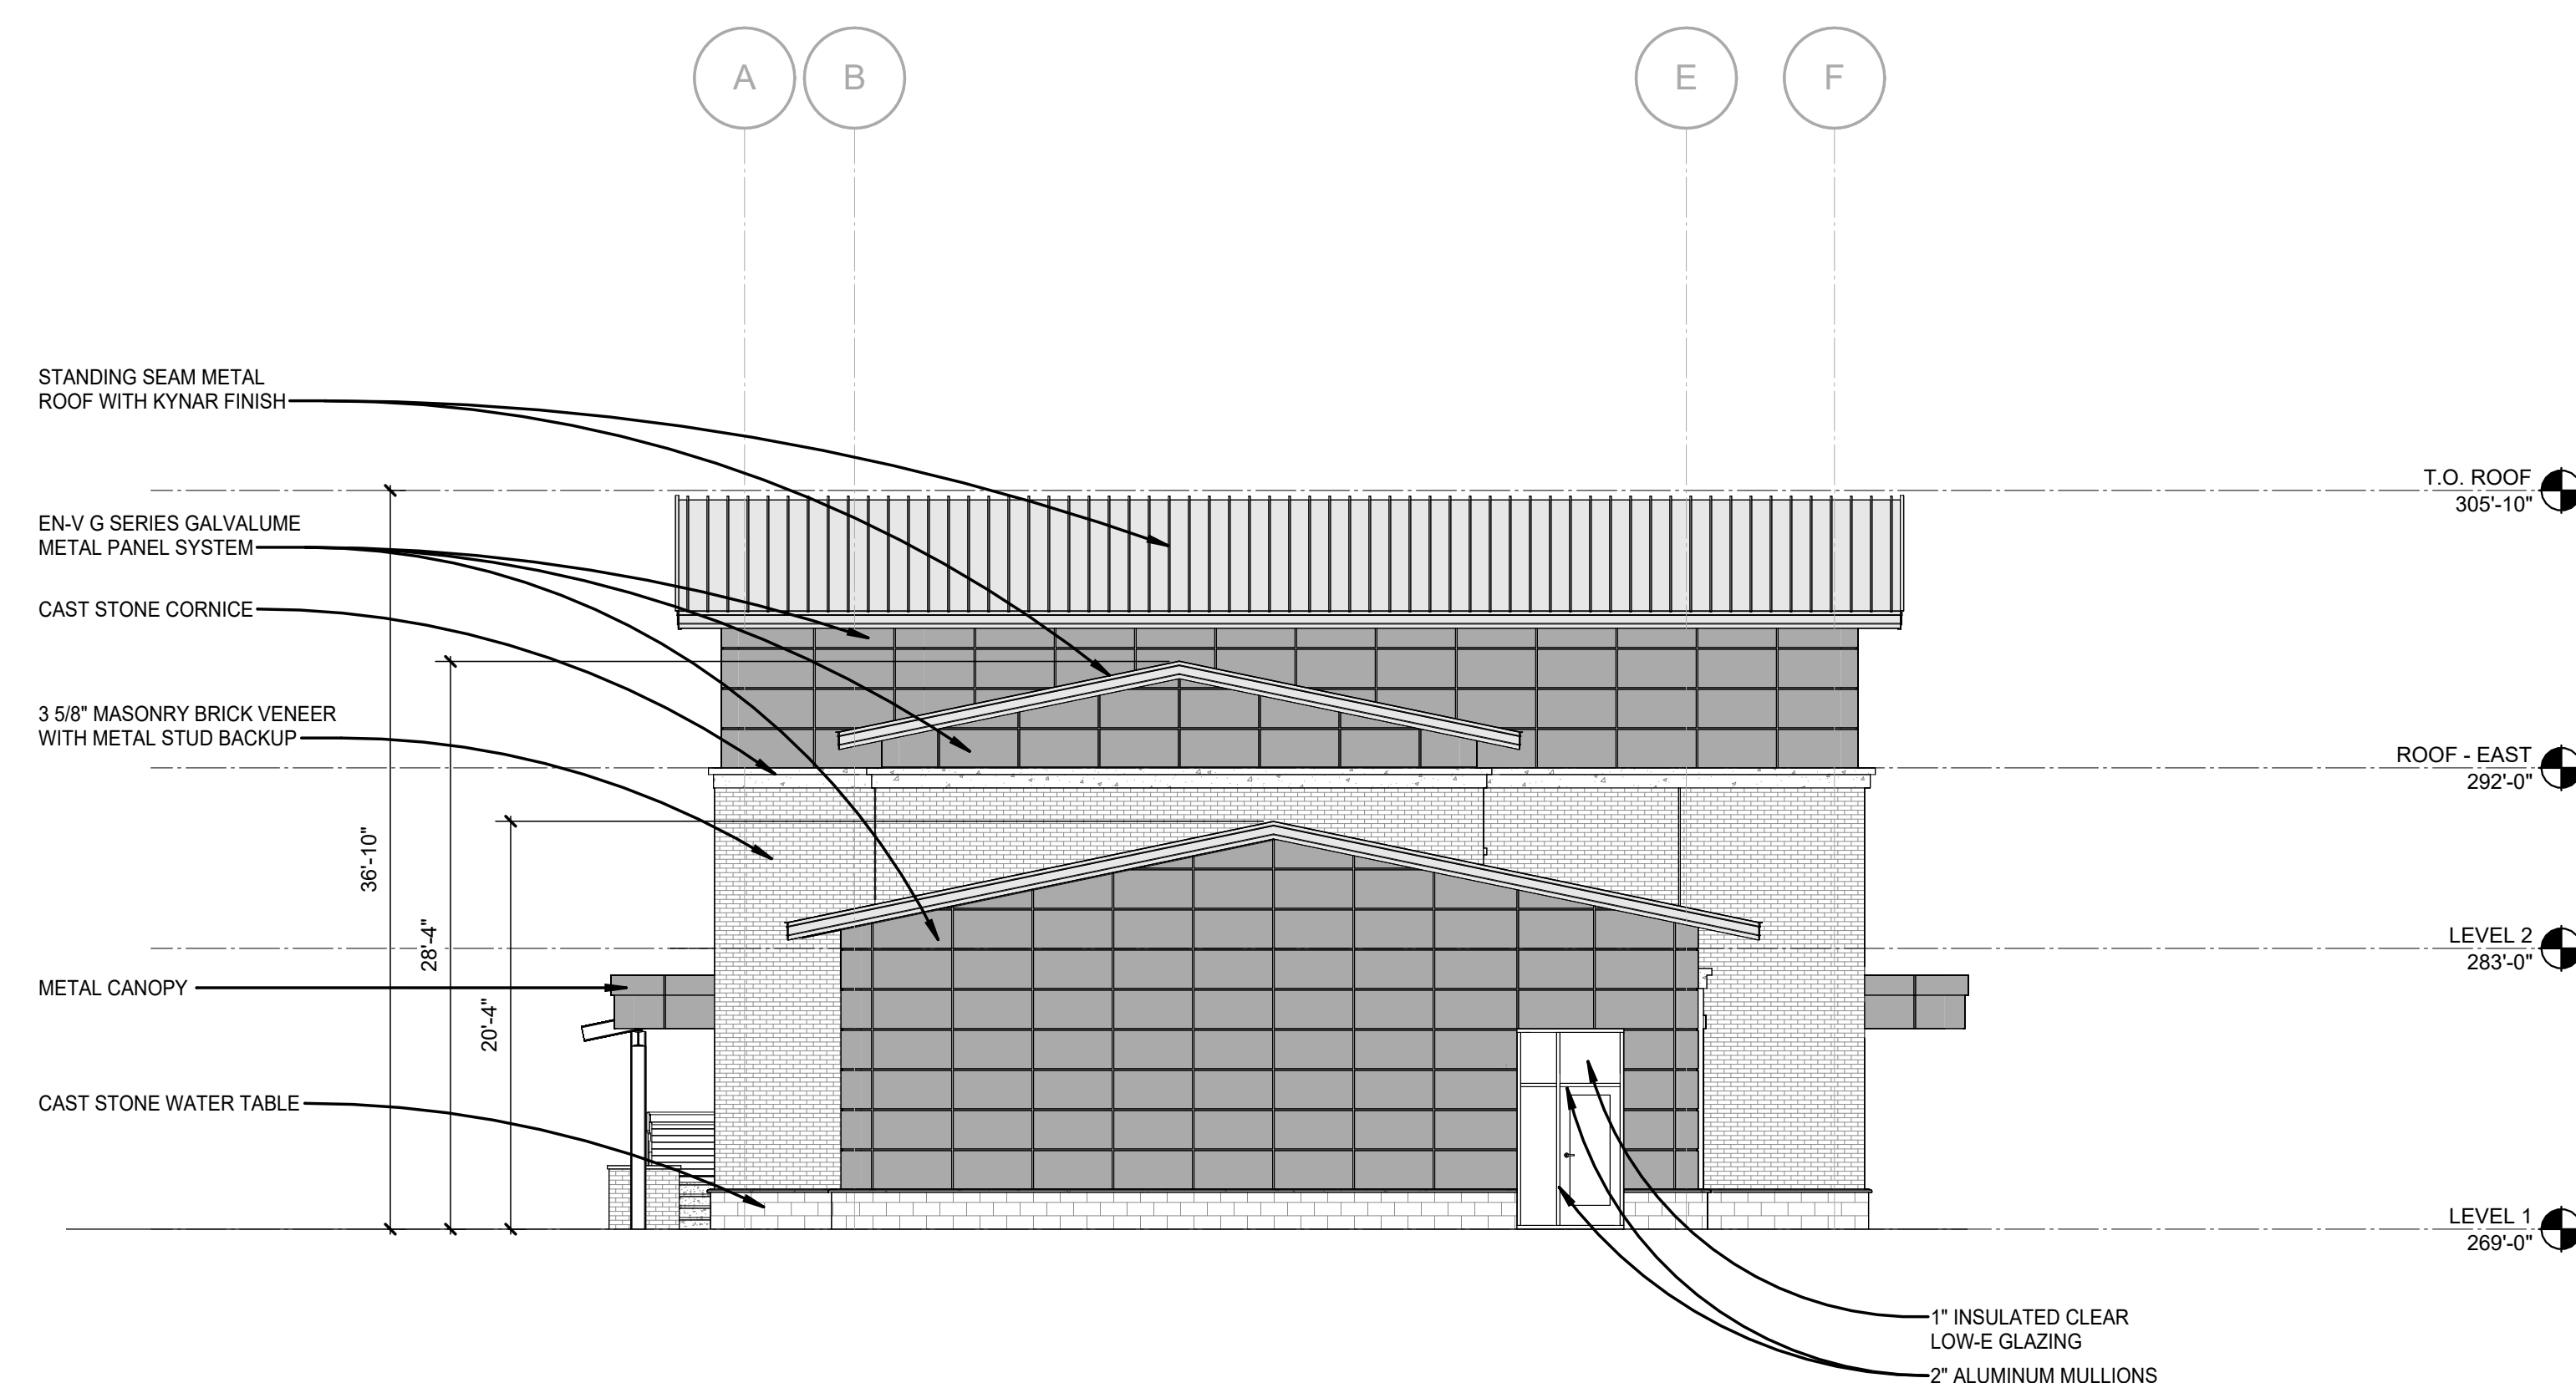 A
B
E
F
STANDING SEAM METAL
ROOF WITH KYNAR FINISH
EN-V G SERIES GALVALUME
METAL PANEL SYSTEM
CAST STONE CORNICE
3 5/8" MASONRY BRICK VENEER
WITH METAL STUD BACKUP
METAL CANOPY
CAST STONE WATER TABLE
36'-10"
28'-4"
20'-4"
T.O. ROOF
305'-10"
ROOF - EAST
292'-0"
LEVEL 2
283'-0"
LEVEL 1
269'-0"
1" INSULATED CLEAR
LOW-E GLAZING
2" ALUMINUM MULLIONS